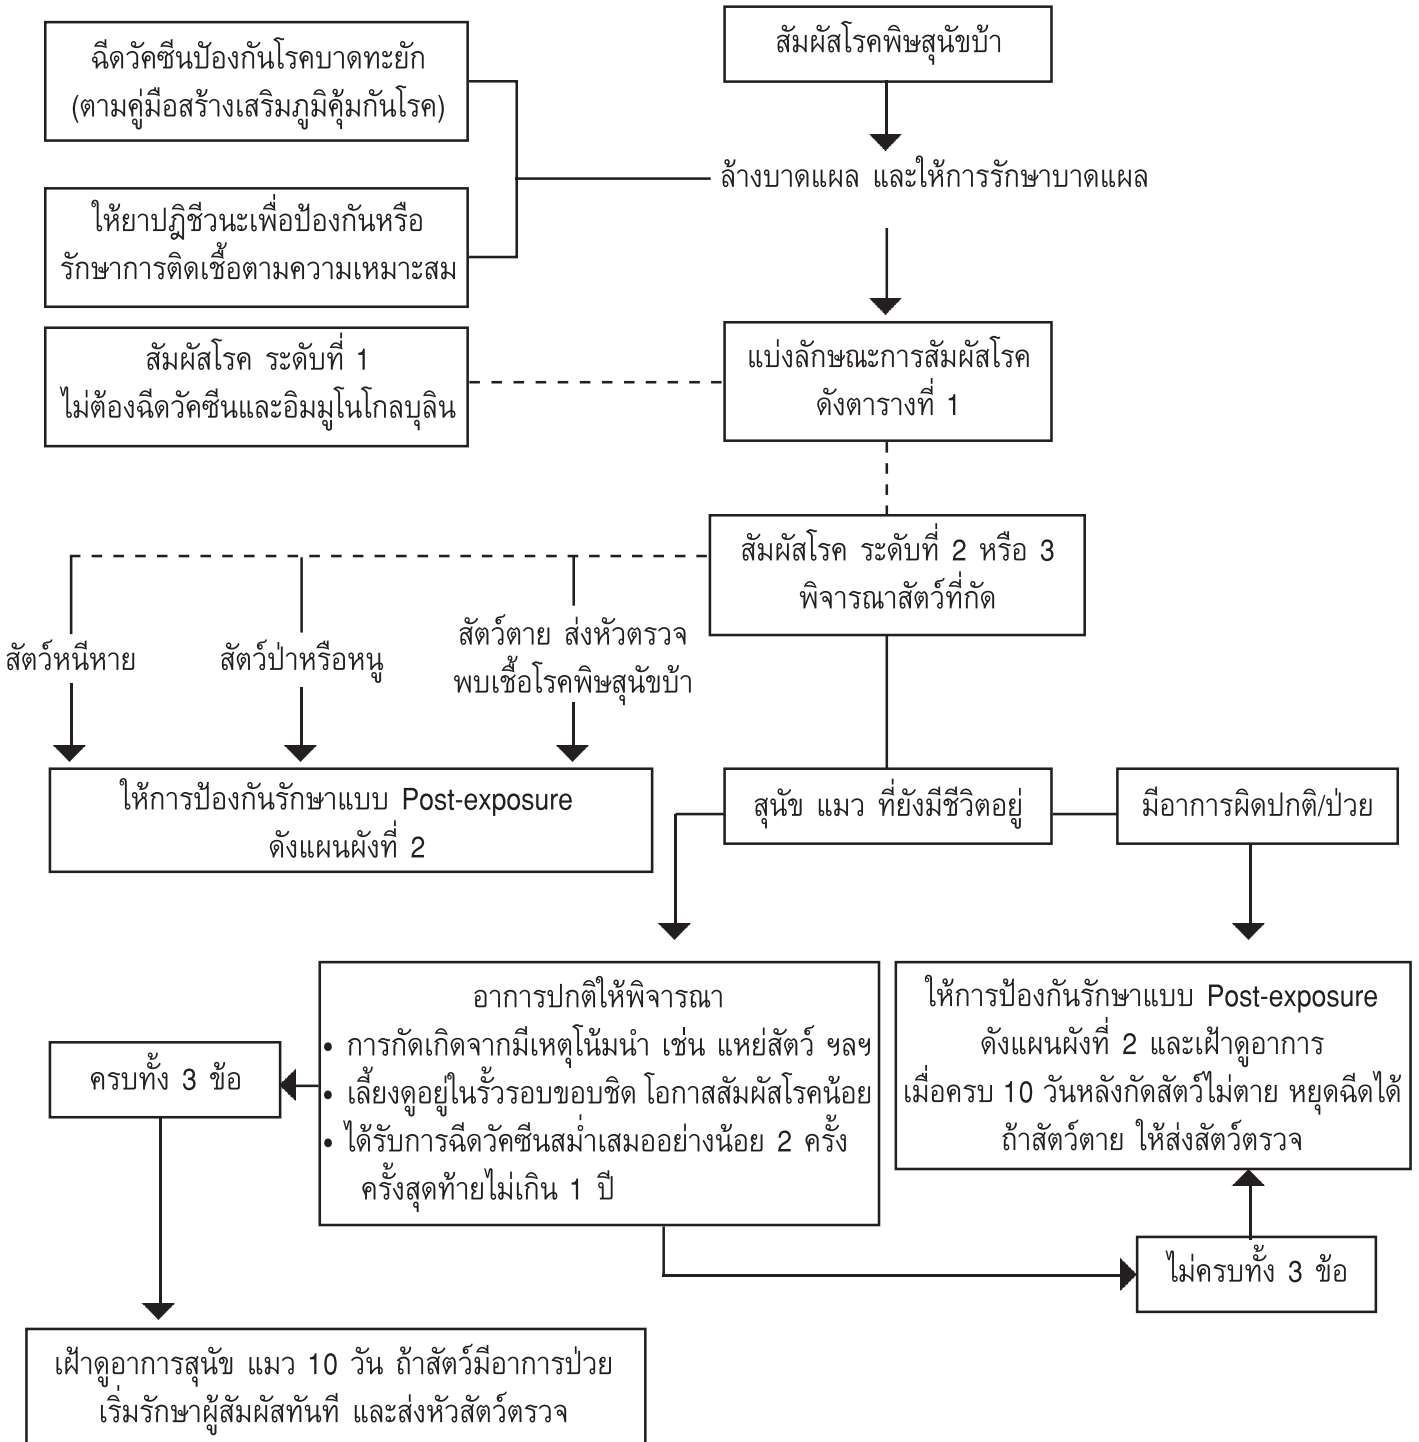 สัมผัสโรคพิษสุนัขบ้า
ฉีดวัคซีนป้องกันโรคบาดทะยัก
(ตามคู่มือสร้างเสริมภูมิคุ้มกันโรค)
ล้างบาดแผล และให้การรักษาบาดแผล
ให้ยาปฎิชีวนะเพื่อป้องกันหรือ
รักษาการติดเชื้อตามความเหมาะสม
สัมผัสโรค ระดับที่ 1
ไม่ต้องฉีดวัคซีนและอิมมูโนโกลบุลิน
แบ่งลักษณะการสัมผัสโรค
ดังตารางที่ 1
สัมผัสโรค ระดับที่ 2 หรือ 3
พิจารณาสัตว์ที่กัด
สัตว์หนีหาย
สัตว์ป่าหรือหนู
สัตว์ตาย ส่งหัวตรวจ
พบเชื้อโรคพิษสุนัขบ้า
ให้การป้องกันรักษาแบบ Post-exposure
ดังแผนผังที่ 2
สุนัข แมว ที่ยังมีชีวิตอยู่
มีอาการผิดปกติ/ป่วย
อาการปกติให้พิจารณา
• การกัดเกิดจากมีเหตุโน้มนำ เช่น แหย่สัตว์ ฯลฯ
• เลี้ยงดูอยู่ในรั้วรอบขอบชิด โอกาสสัมผัสโรคน้อย
• ได้รับการฉีดวัคซีนสม่ำเสมออย่างน้อย 2 ครั้ง
ครั้งสุดท้ายไม่เกิน 1 ปี
ให้การป้องกันรักษาแบบ Post-exposure
ดังแผนผังที่ 2 และเฝ้าดูอาการ
เมื่อครบ 10 วันหลังกัดสัตว์ไม่ตาย หยุดฉีดได้
ถ้าสัตว์ตาย ให้ส่งสัตว์ตรวจ
ครบทั้ง 3 ข้อ
ไม่ครบทั้ง 3 ข้อ
เฝ้าดูอาการสุนัข แมว 10 วัน ถ้าสัตว์มีอาการป่วย
เริ่มรักษาผู้สัมผัสทันที และส่งหัวสัตว์ตรวจ